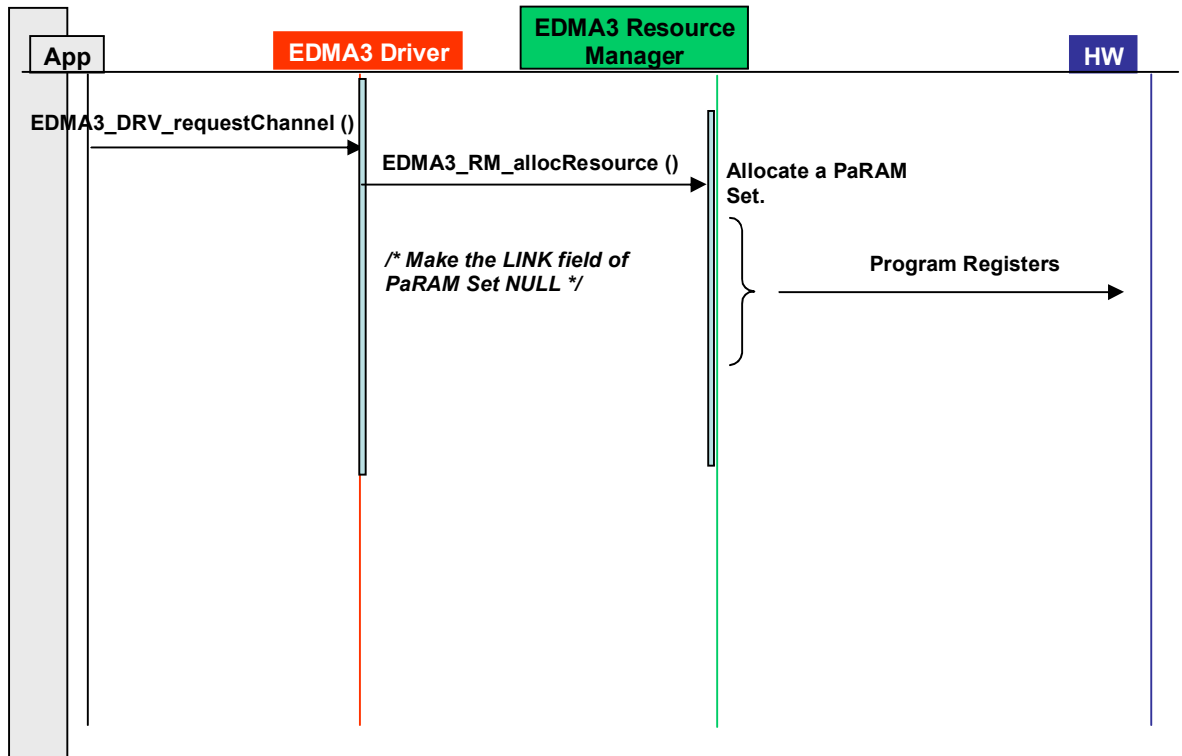 App
EDMA3 Driver
EDMA3 Resource
Manager
HW
EDMA3_DRV_requestChannel ()
EDMA3_RM_allocResource ()
Allocate a PaRAM
Set.
/* Make the LINK field of
PaRAM Set NULL */
Program Registers